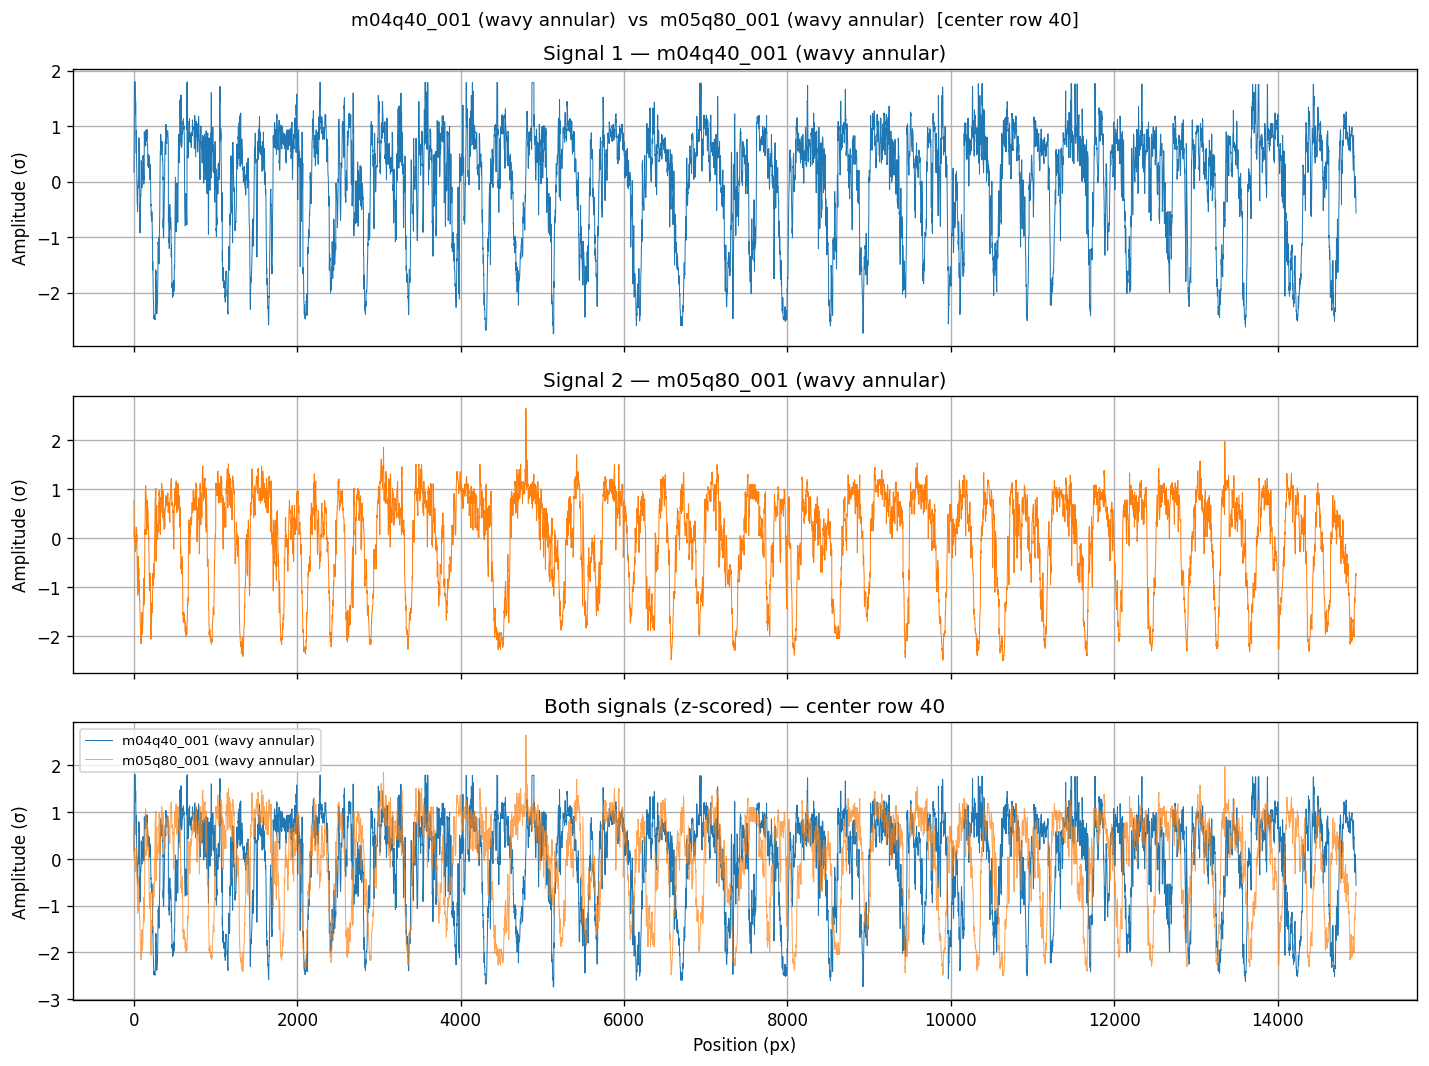 m04q40_001 (wavy annular)  vs  m05q80_001 (wavy annular)  [center row 40]
Signal 1 — m04q40_001 (wavy annular)
2
1
0
−1
−2
Amplitude (σ)
Signal 2 — m05q80_001 (wavy annular)
2
1
0
−1
−2
Amplitude (σ)
Both signals (z-scored) — center row 40
m04q40_001 (wavy annular)
m05q80_001 (wavy annular)
2
1
0
−1
−2
−3
Amplitude (σ)
0 2000 4000 6000 8000 10000 12000 14000
Position (px)